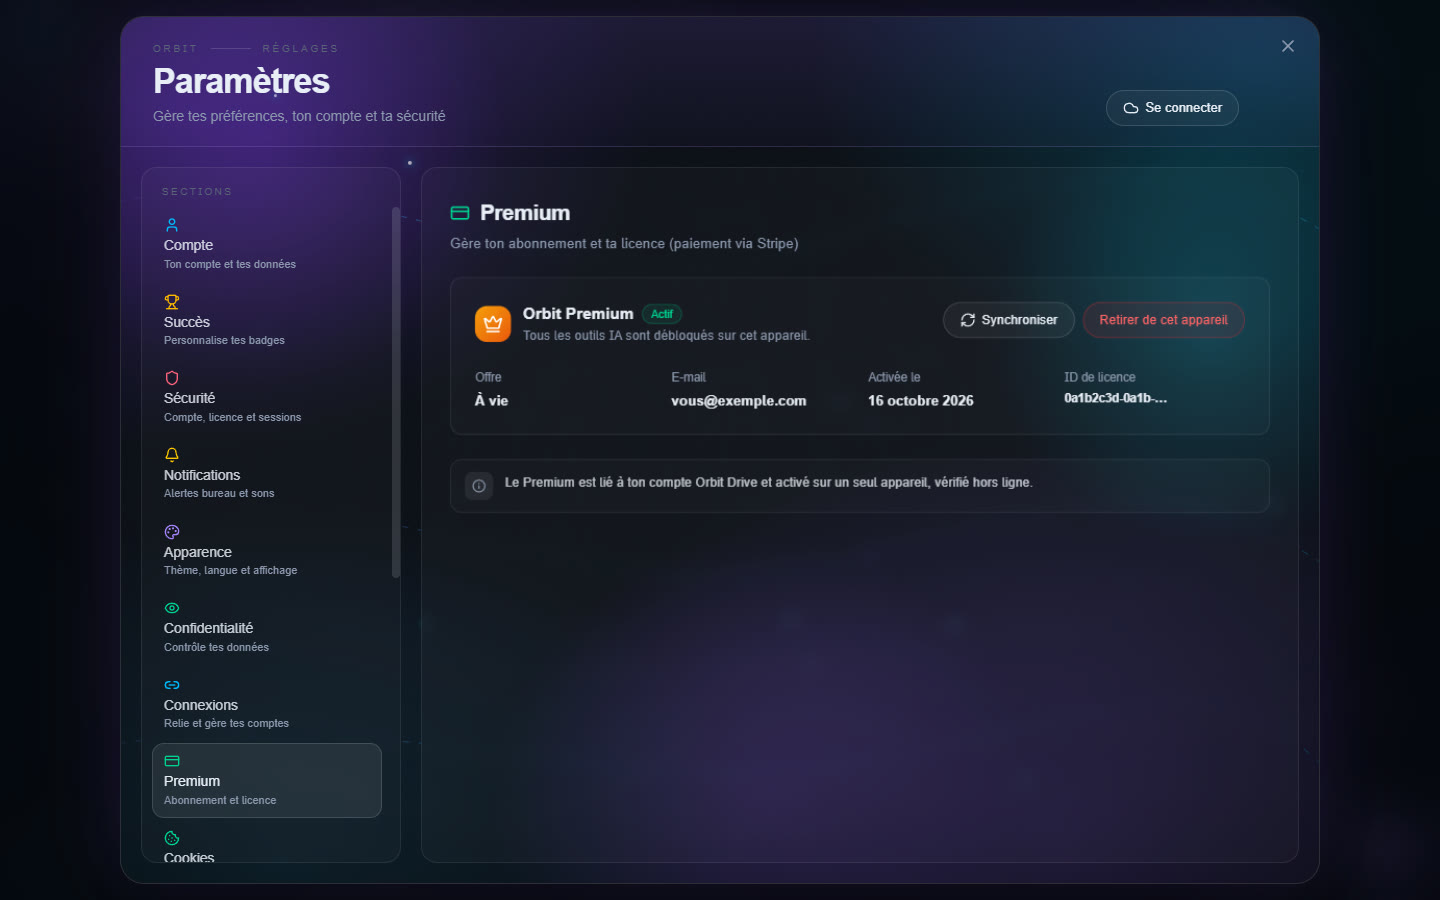 ORBIT RÉGLAGES
Paramètres
Gère tes préférences, ton compte et ta sécurité
Se connecter
SECTIONS
Compte
Ton compte et tes données
Succès
Personnalise tes badges
Sécurité
Compte, licence et sessions
Notifications
Alertes bureau et sons
Apparence
Thème, langue et affichage
Confidentialité
Contrôle tes données
Connexions
Relie et gère tes comptes
Premium
Abonnement et licence
Cookies
Premium
Gère ton abonnement et ta licence (paiement via Stripe)
Orbit Premium Actif
Tous les outils IA sont débloqués sur cet appareil.
Synchroniser
Retirer de cet appareil
Offre
À vie
E-mail
vous@exemple.com
Activée le
16 octobre 2026
ID de licence
0a1b2c3d-0a1b-...
Le Premium est lié à ton compte Orbit Drive et activé sur un seul appareil, vérifié hors ligne.